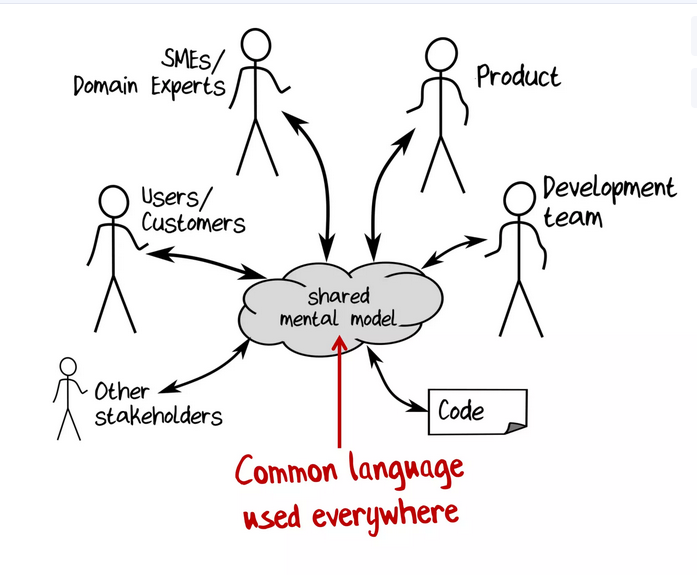 SMEs/
Domain Experts
Product
Users/
Customers
Development
team
shared
mental model
Other
stakeholders
Code
Common language
used everywhere